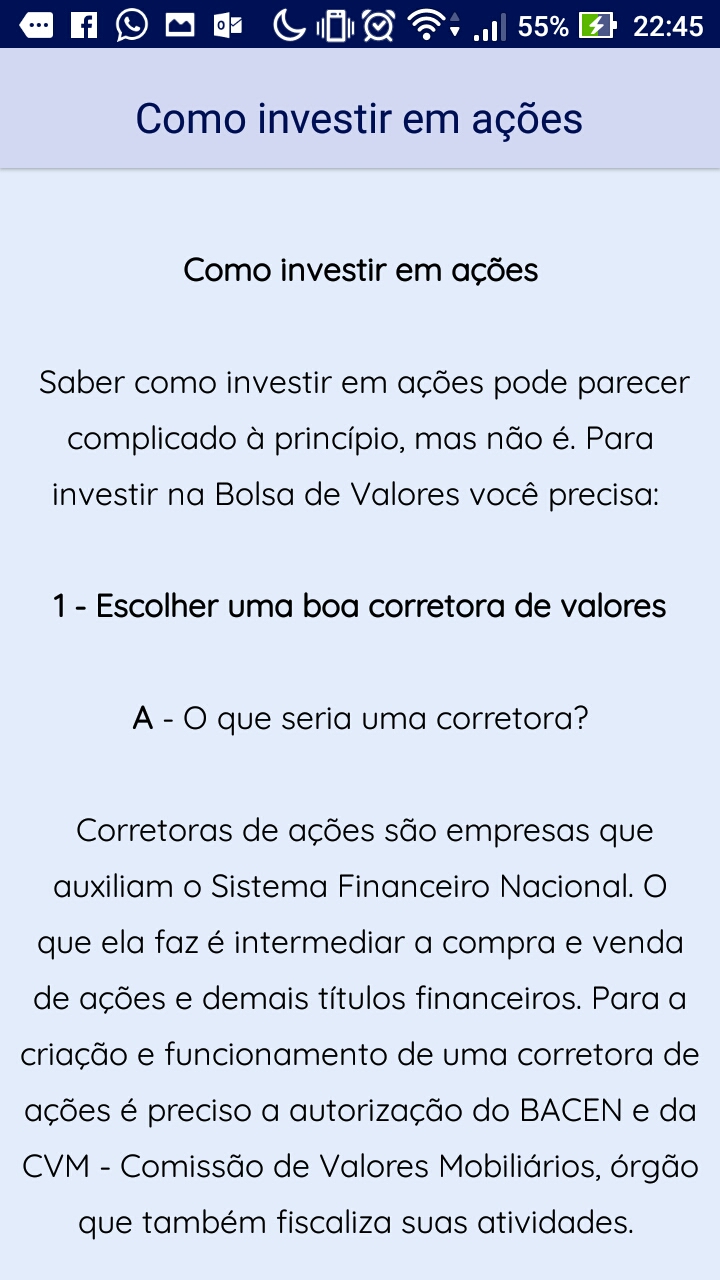 55% 22:45
Como investir em ações
Como investir em ações
Saber como investir em ações pode parecer
complicado à princípio, mas não é. Para
investir na Bolsa de Valores você precisa:
1 - Escolher uma boa corretora de valores
A - O que seria uma corretora?
Corretoras de ações são empresas que
auxiliam o Sistema Financeiro Nacional. O
que ela faz é intermediar a compra e venda
de ações e demais títulos financeiros. Para a
criação e funcionamento de uma corretora de
ações é preciso a autorização do BACEN e da
CVM - Comissão de Valores Mobiliários, órgão
que também fiscaliza suas atividades.